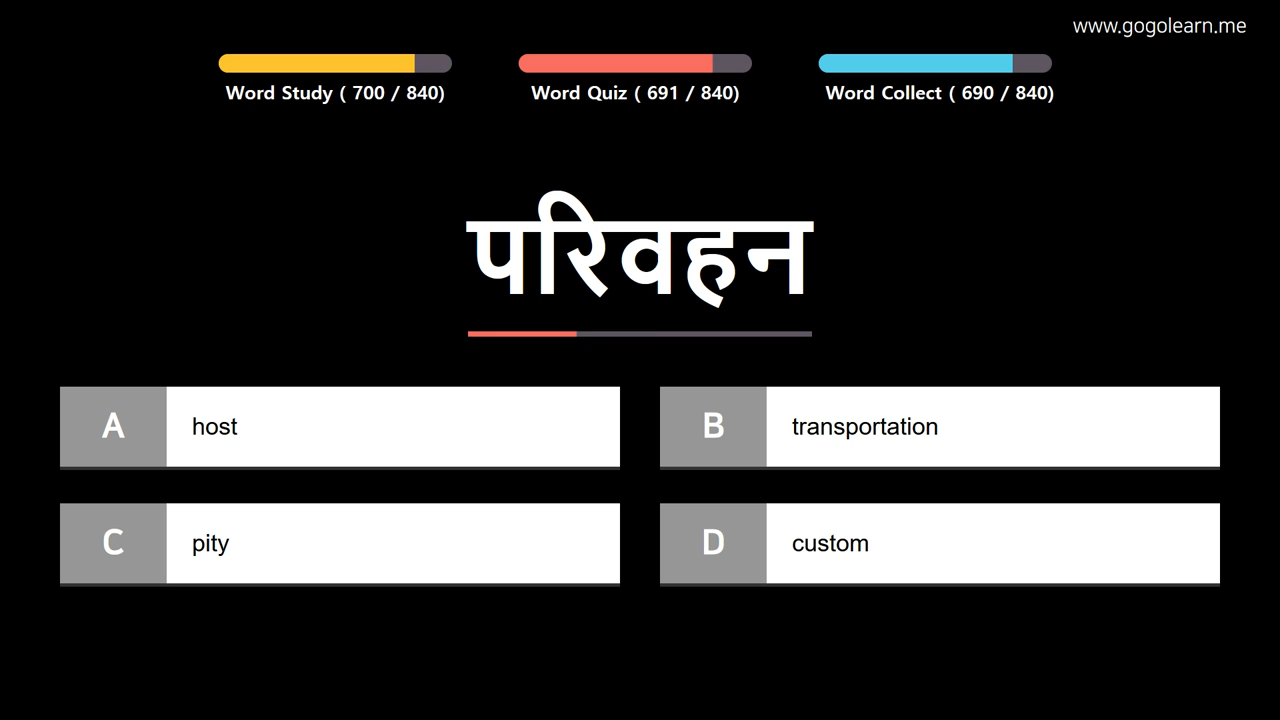 www.gogolearn.me
Word Study ( 700 / 840)
Word Quiz ( 691 / 840)
Word Collect ( 690 / 840)
परिवहन
A host
B transportation
C pity
D custom